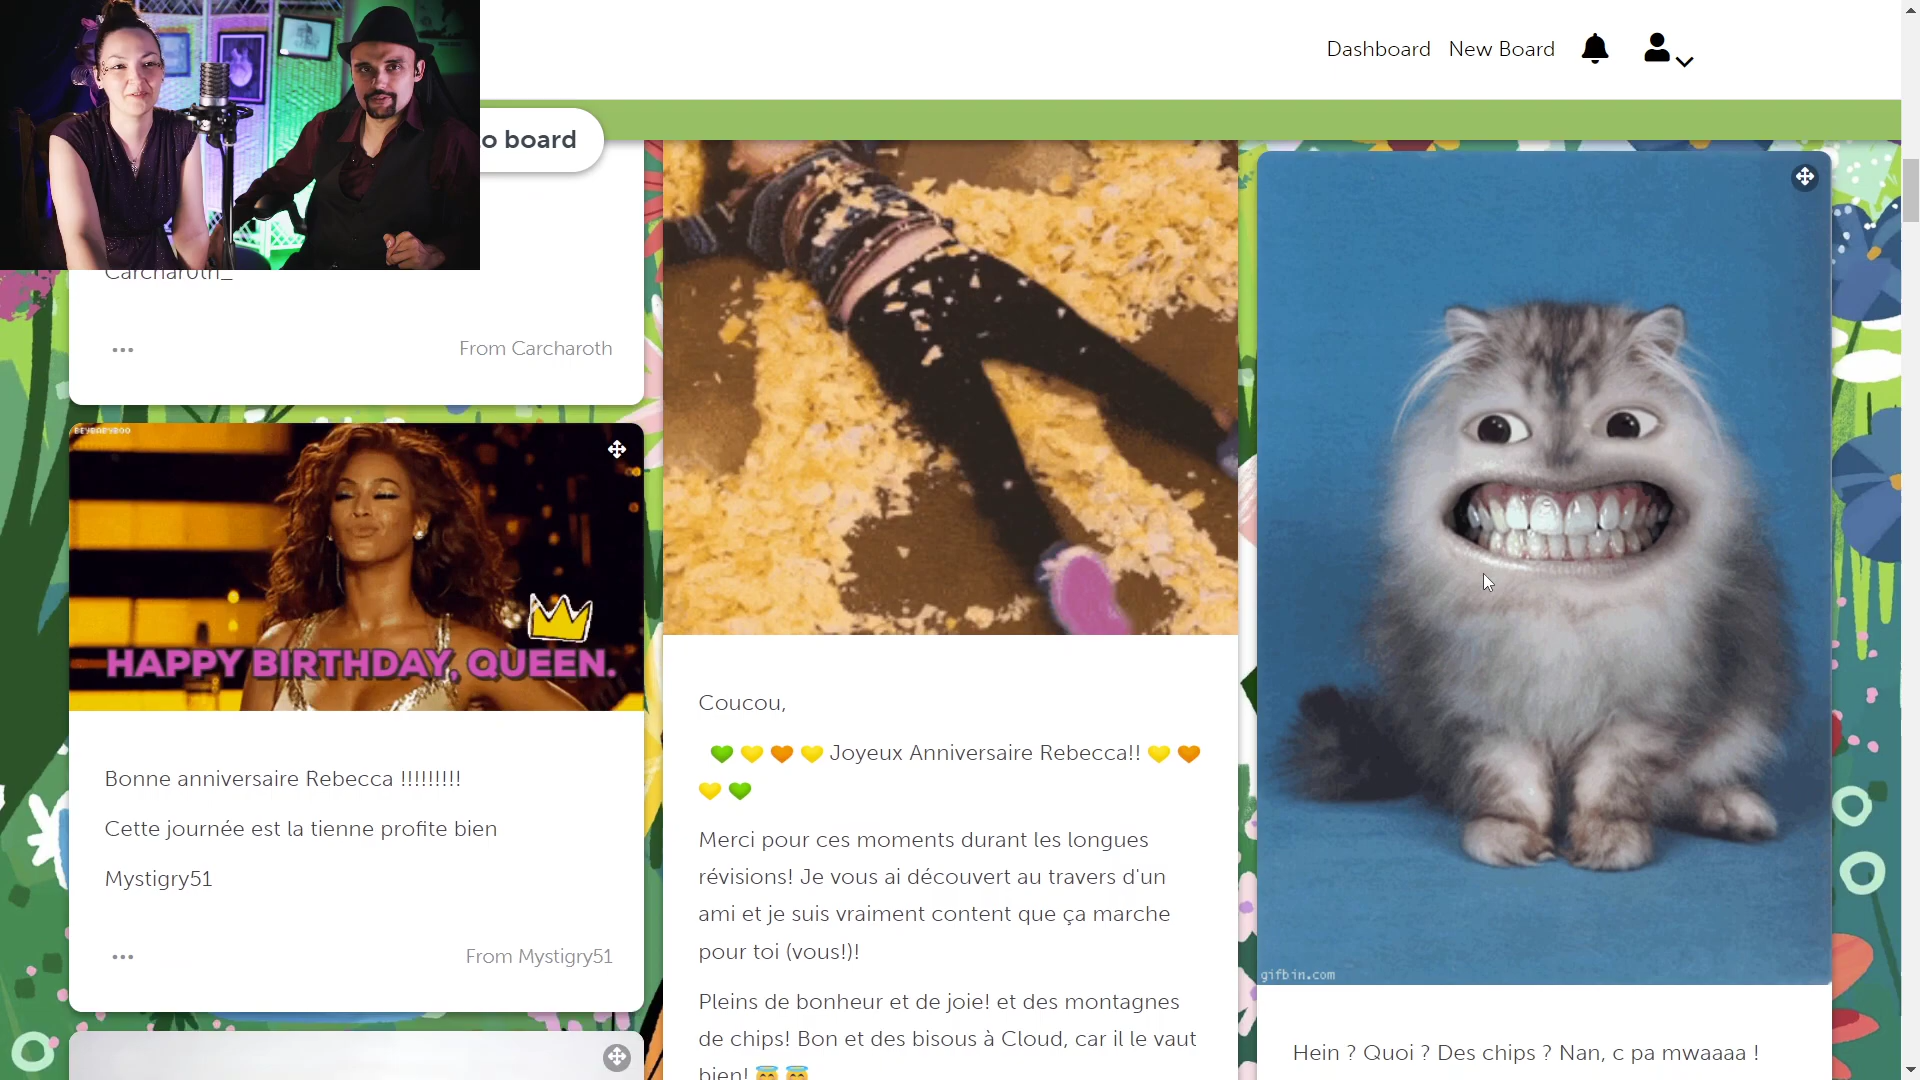 Dashboard New Board
o board
Carcharoth_
From Carcharoth
BEYBABYBOO
HAPPY BIRTHDAY, QUEEN.
Bonne anniversaire Rebecca !!!!!!!!!
Cette journée est la tienne profite bien
Mystigry51
From Mystigry51
Coucou,
💚 💛 🧡 💛 Joyeux Anniversaire Rebecca!! 💛 🧡
💛 💚
Merci pour ces moments durant les longues
révisions! Je vous ai découvert au travers d'un
ami et je suis vraiment content que ça marche
pour toi (vous!)!
Pleins de bonheur et de joie! et des montagnes
de chips! Bon et des bisous à Cloud, car il le vaut
bien! 😇 😇
gifbin.com
Hein ? Quoi ? Des chips ? Nan, c pa mwaaaa !